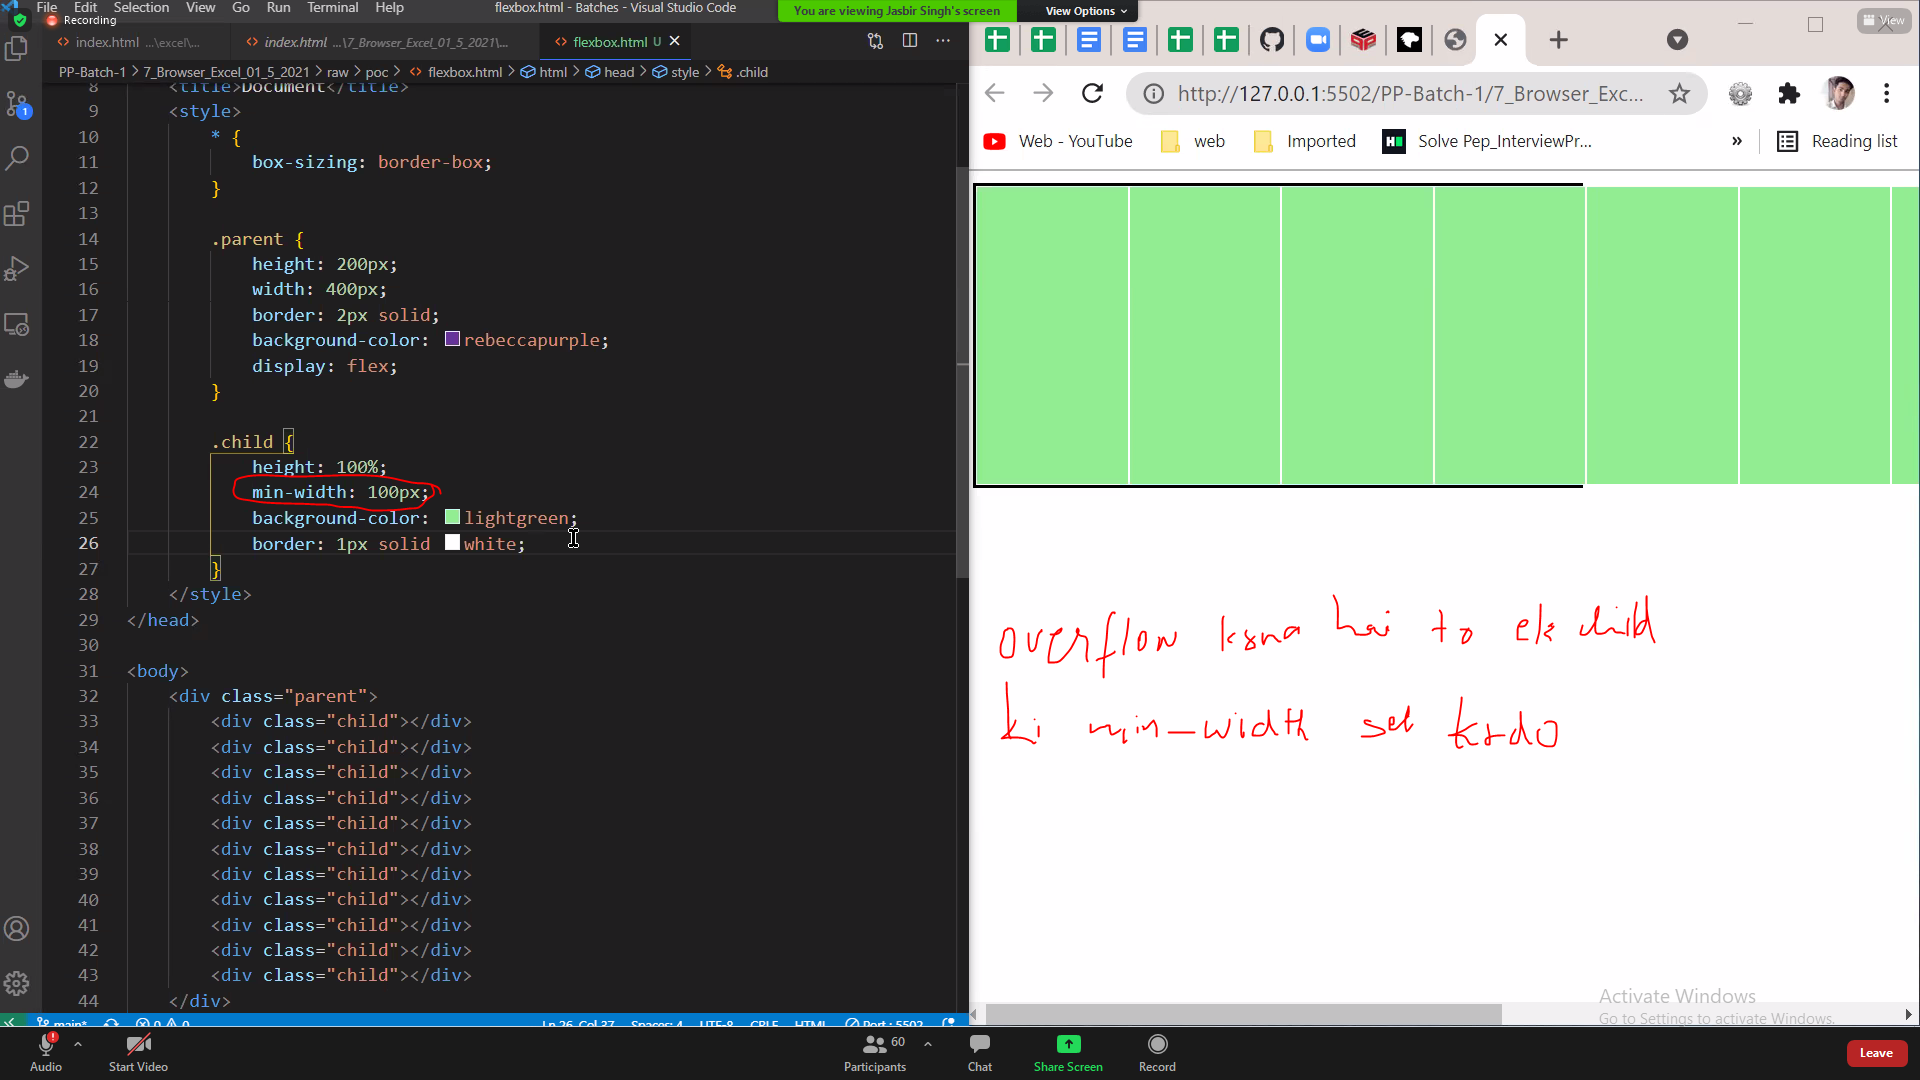 File Edit Selection View Go Run Terminal Help
flexbox.html - Batches - Visual Studio Code
You are viewing Jasbir Singh's screen
View Options
View
Recording
index.html ...\excel\...
index.html ...\7_Browser_Excel_01_5_2021\...
flexbox.html U
PP-Batch-1 > 7_Browser_Excel_01_5_2021 > raw > poc > flexbox.html > html > head > style > .child
8 <title>Document</title>
9 <style>
10 * {
11 box-sizing: border-box;
12 }
13
14 .parent {
15 height: 200px;
16 width: 400px;
17 border: 2px solid;
18 background-color: rebeccapurple;
19 display: flex;
20 }
21
22 .child {
23 height: 100%;
24 min-width: 100px;
25 background-color: lightgreen;
26 border: 1px solid white;
27 }
28 </style>
29 </head>
30
31 <body>
32 <div class="parent">
33 <div class="child"></div>
34 <div class="child"></div>
35 <div class="child"></div>
36 <div class="child"></div>
37 <div class="child"></div>
38 <div class="child"></div>
39 <div class="child"></div>
40 <div class="child"></div>
41 <div class="child"></div>
42 <div class="child"></div>
43 <div class="child"></div>
44 </div>
1
main* 0 0 Ln 26, Col 37 Spaces: 4 UTF-8 CRLF HTML Port : 5502
http://127.0.0.1:5502/PP-Batch-1/7_Browser_Exc...
Web - YouTube web Imported Solve Pep_InterviewPr... » Reading list
overflow krna hai to ek child
ki min-width set krdo
Activate Windows
Go to Settings to activate Windows.
Audio Start Video Participants 60 Chat Share Screen Record Leave